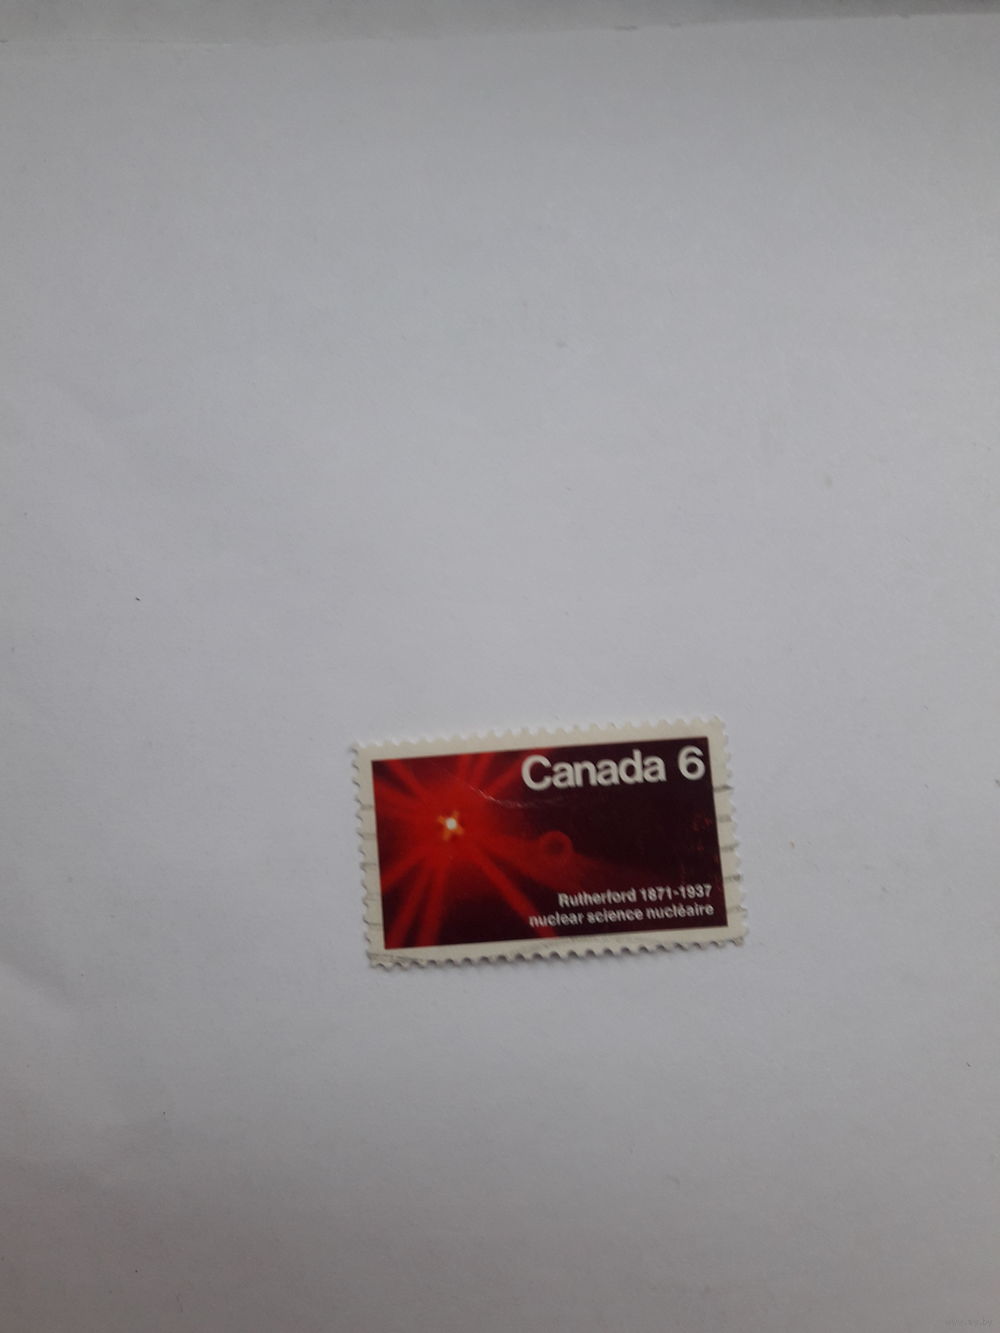 Canada 6
Rutherford 1871-1937
nuclear science nucléaire